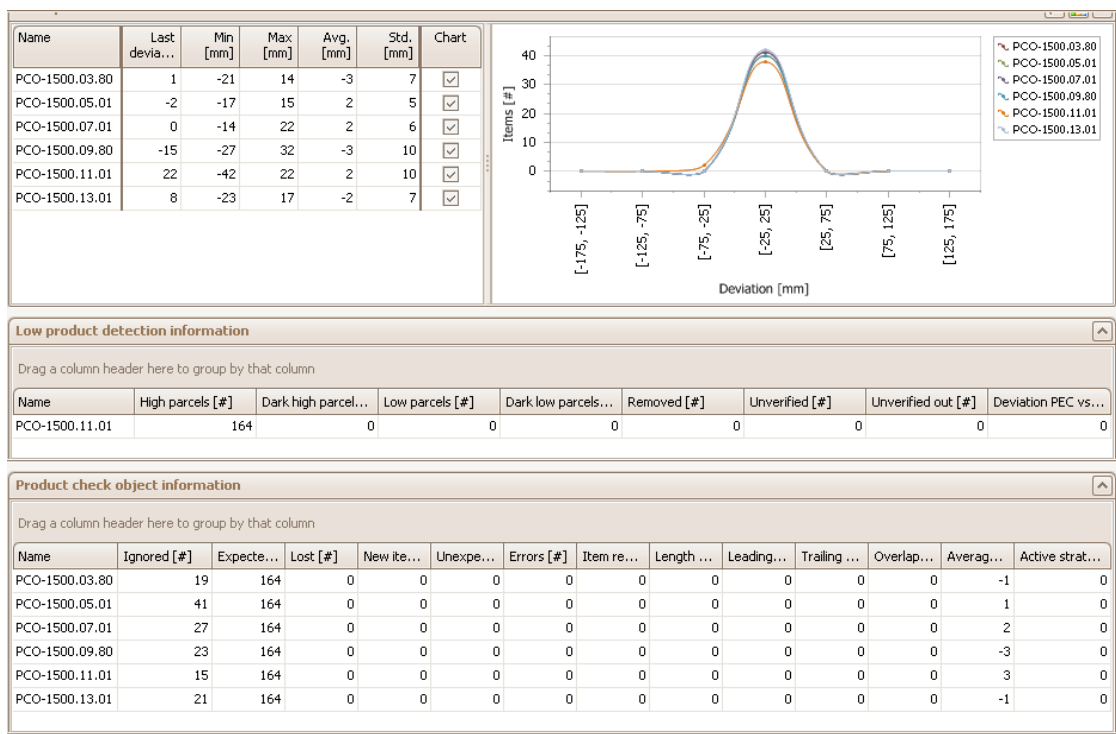 Name Last devia... Min [mm] Max [mm] Avg. [mm] Std. [mm] Chart
PCO-1500.03.80 1 -21 14 -3 7
PCO-1500.05.01 -2 -17 15 2 5
PCO-1500.07.01 0 -14 22 2 6
PCO-1500.09.80 -15 -27 32 -3 10
PCO-1500.11.01 22 -42 22 2 10
PCO-1500.13.01 8 -23 17 -2 7
Items [#]
40
30
20
10
0
[-175, -125]
[-125, -75]
[-75, -25]
[-25, 25]
[25, 75]
[75, 125]
[125, 175]
Deviation [mm]
PCO-1500.03.80
PCO-1500.05.01
PCO-1500.07.01
PCO-1500.09.80
PCO-1500.11.01
PCO-1500.13.01
Low product detection information
Drag a column header here to group by that column
Name High parcels [#] Dark high parcel... Low parcels [#] Dark low parcels... Removed [#] Unverified [#] Unverified out [#] Deviation PEC vs...
PCO-1500.11.01 164 0 0 0 0 0 0 0
Product check object information
Drag a column header here to group by that column
Name Ignored [#] Expecte... Lost [#] New ite... Unexpe... Errors [#] Item re... Length ... Leading... Trailing ... Overlap... Averag... Active strat...
PCO-1500.03.80 19 164 0 0 0 0 0 0 0 0 0 -1 0
PCO-1500.05.01 41 164 0 0 0 0 0 0 0 0 0 1 0
PCO-1500.07.01 27 164 0 0 0 0 0 0 0 0 0 2 0
PCO-1500.09.80 23 164 0 0 0 0 0 0 0 0 0 -3 0
PCO-1500.11.01 15 164 0 0 0 0 0 0 0 0 0 3 0
PCO-1500.13.01 21 164 0 0 0 0 0 0 0 0 0 -1 0